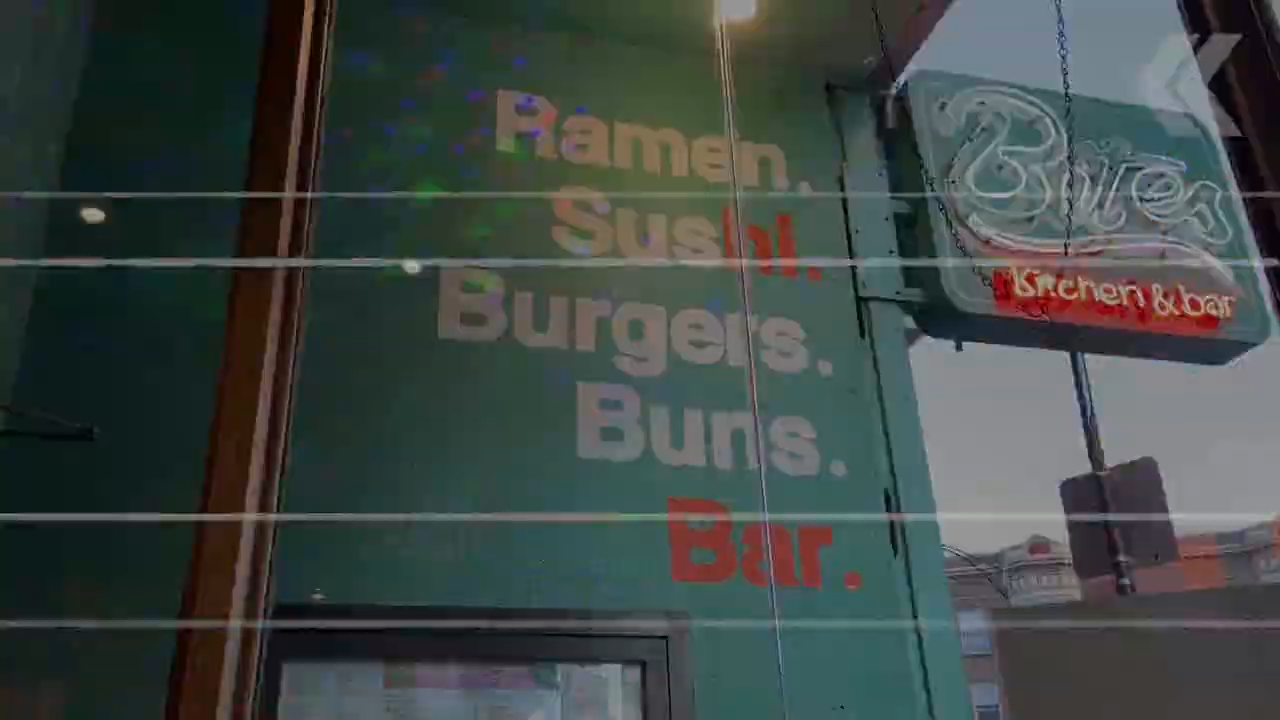 Ramen.
Sushi.
Burgers.
Buns.
Bar.
Bites
Kitchen & bar